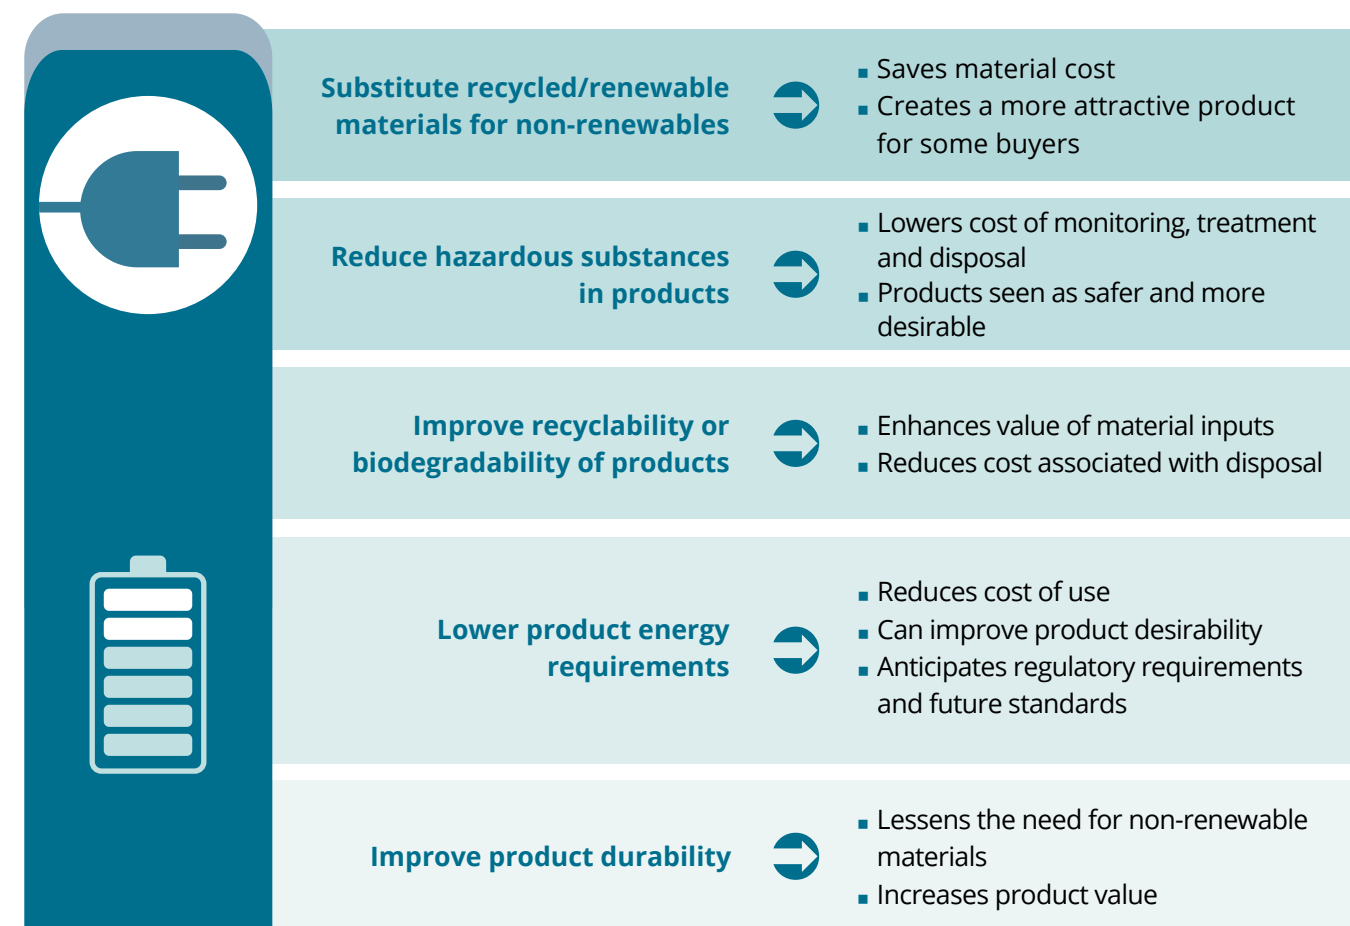 Substitute recycled/renewable
materials for non-renewables
▪ Saves material cost
▪ Creates a more attractive product
for some buyers
Reduce hazardous substances
in products
▪ Lowers cost of monitoring, treatment
and disposal
▪ Products seen as safer and more
desirable
Improve recyclability or
biodegradability of products
▪ Enhances value of material inputs
▪ Reduces cost associated with disposal
Lower product energy
requirements
▪ Reduces cost of use
▪ Can improve product desirability
▪ Anticipates regulatory requirements
and future standards
Improve product durability
▪ Lessens the need for non-renewable
materials
▪ Increases product value